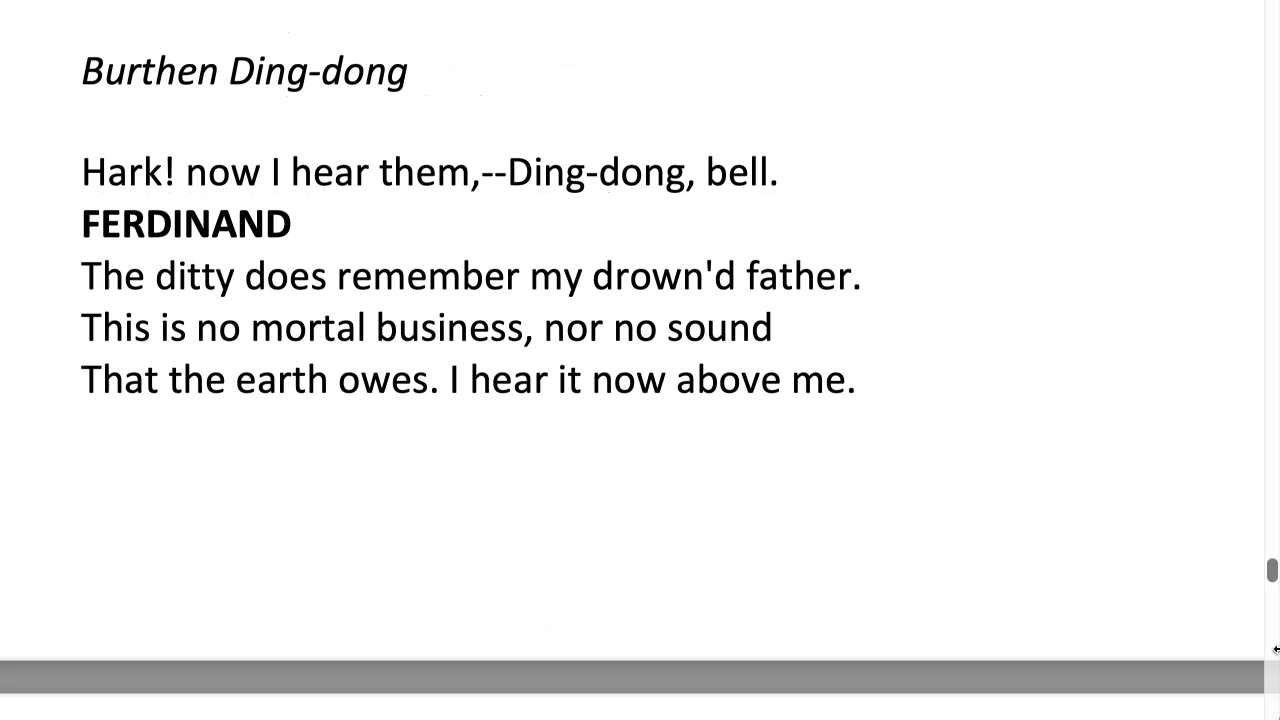 Burthen Ding-dong
Hark! now I hear them,--Ding-dong, bell.
FERDINAND
The ditty does remember my drown'd father.
This is no mortal business, nor no sound
That the earth owes. I hear it now above me.